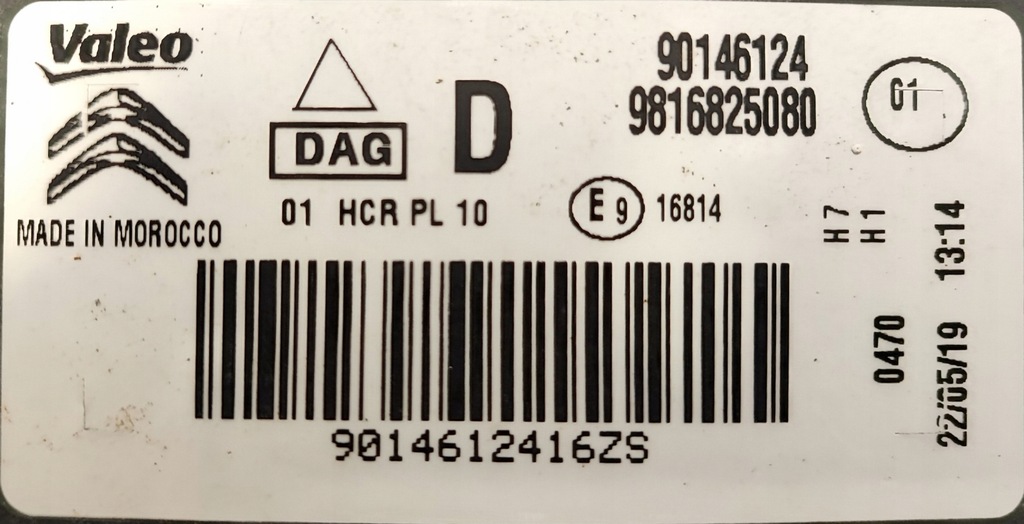 Valeo
MADE IN MOROCCO
DAG
D
01 HCR PL 10
90146124
9816825080
01
E 9 16814
H7
H1
0470
22/05/19 13:14
9014612416ZS